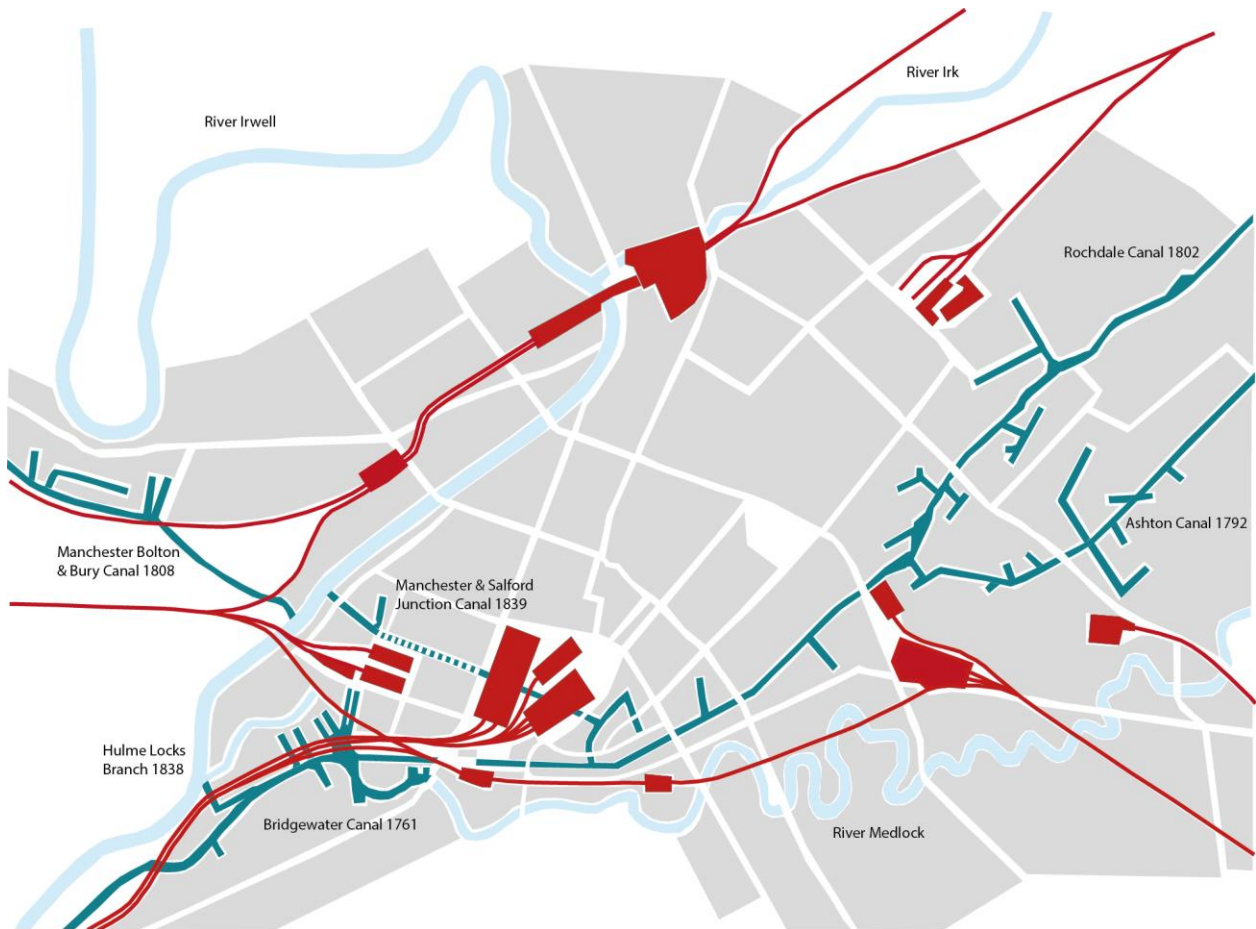 River Irk
River Irwell
Rochdale Canal 1802
Ashton Canal 1792
Manchester Bolton
& Bury Canal 1808
Manchester & Salford
Junction Canal 1839
Hulme Locks
Branch 1838
Bridgewater Canal 1761
River Medlock